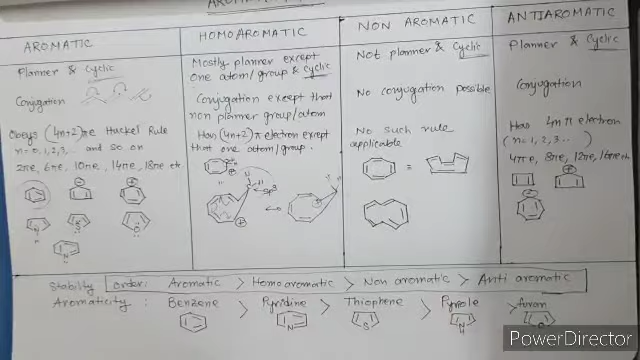 AROMATIC
HOMOAROMATIC
NON AROMATIC
ANTIAROMATIC
Planner & Cyclic
Conjugation
Obeys (4n+2)πe Hückel Rule
n=0,1,2,3,... and so on
2πe, 6πe, 10πe, 14πe, 18πe etc
Mostly planner except
one atom/group & cyclic
Conjugation except that
non planner group/atom
Has (4n+2)π electron except
that one atom/group.
sp³
Not planner & Cyclic
No conjugation possible
No such rule
applicable
Planner & Cyclic
Conjugation
Has 4nπ electron
(n=1,2,3...
4πe, 8πe, 12πe, 16πe etc
Stability Order: Aromatic > Homoaromatic > Non aromatic > Anti aromatic
Aromaticity : Benzene > Pyridine > Thiophene > Pyrrole > furan
N
S
N
H
PowerDirector